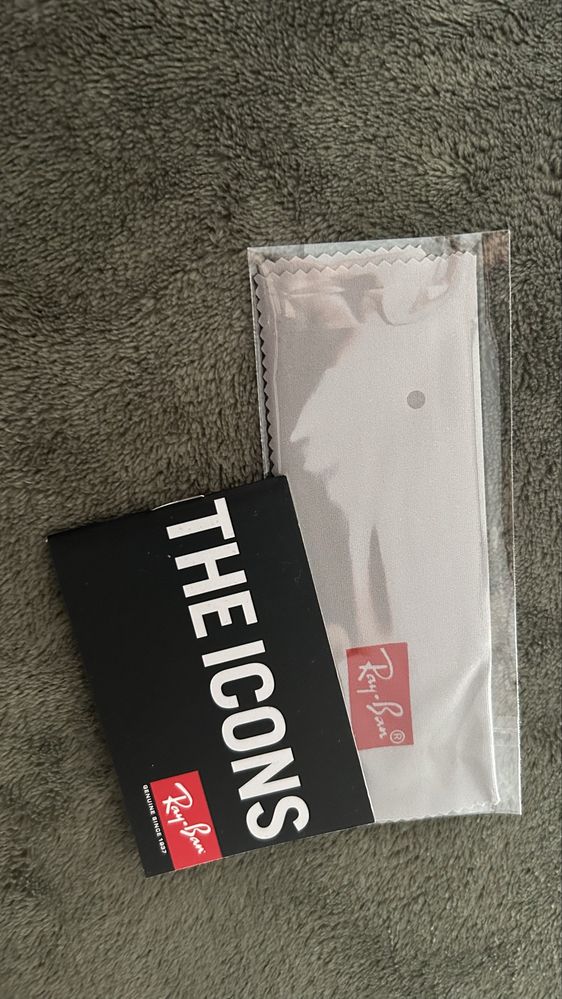 THE ICONS
Ray-Ban
GENUINE SINCE 1937
Ray-Ban®